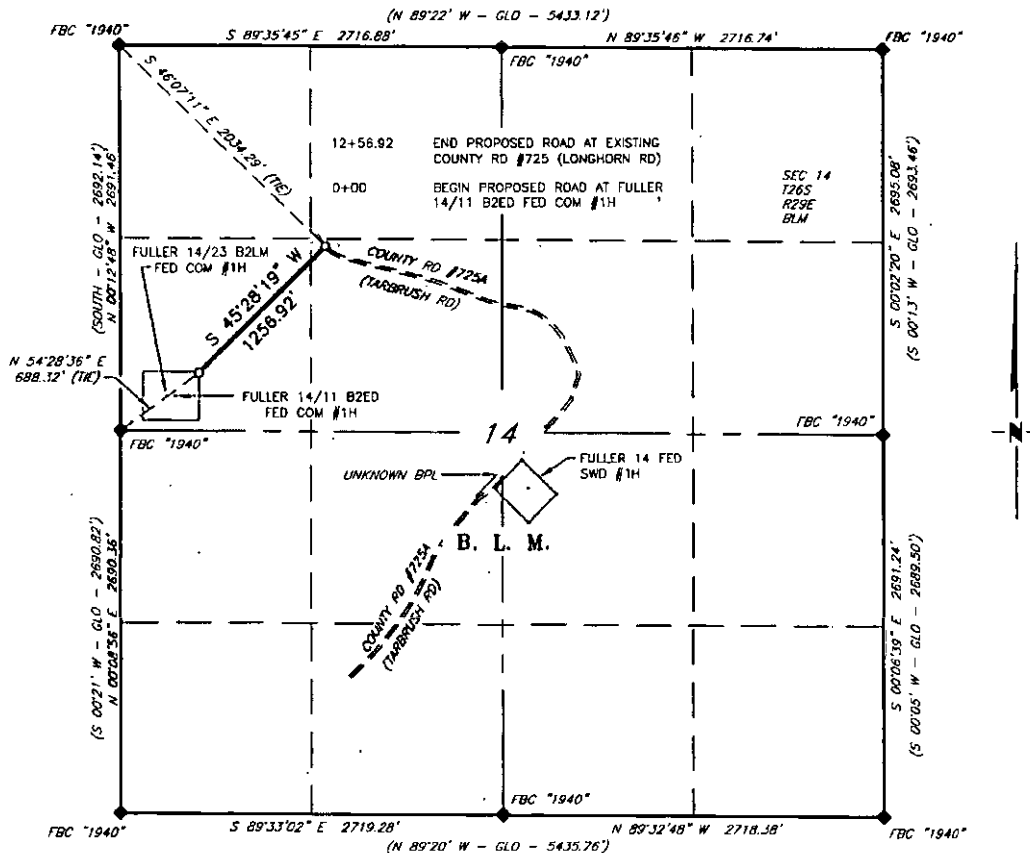 (N 89°22' W - GLO - 5433.12')
FBC "1940"
S 89°35'45" E 2716.88'
N 89°35'46" W 2716.74'
FBC "1940"
FBC "1940"
S 46°07'11" E 2034.29' (TIE)
12+56.92 END PROPOSED ROAD AT EXISTING
COUNTY RD #725 (LONGHORN RD)
0+00 BEGIN PROPOSED ROAD AT FULLER
14/11 B2ED FED COM #1H
SEC 14
T26S
R29E
BLM
(SOUTH - GLO - 2692.14')
N 00°12'48" W 2691.46'
S 00°02'20" E 2695.08'
(S 00°13' W - GLO - 2693.46')
FULLER 14/23 B2LM
FED COM #1H
S 45°28'19" W
1256.92'
COUNTY RD #725A
(TARBRUSH RD)
N 54°28'36" E
688.32' (TIE)
FULLER 14/11 B2ED
FED COM #1H
FBC "1940"
14
FBC "1940"
N
UNKNOWN BPL
FULLER 14 FED
SWD #1H
B. L. M.
COUNTY RD #725A
(TARBRUSH RD)
(S 00°21' W - GLO - 2690.82')
N 00°08'56" E 2690.36'
S 00°06'39" E 2691.24'
(S 00°05' W - GLO - 2689.50')
FBC "1940"
FBC "1940"
S 89°33'02" E 2719.28'
N 89°32'48" W 2718.38'
FBC "1940"
(N 89°20' W - GLO - 5435.76')